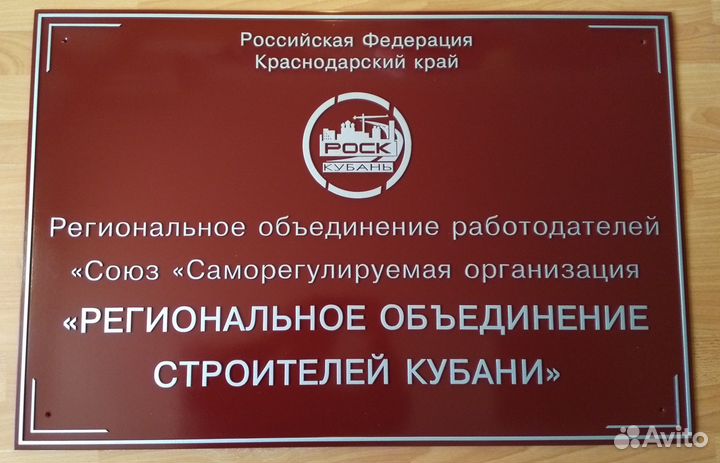 Российская Федерация
Краснодарский край
РОСК
КУБАНЬ
Региональное объединение работодателей
«Союз «Саморегулируемая организация
«РЕГИОНАЛЬНОЕ ОБЪЕДИНЕНИЕ
СТРОИТЕЛЕЙ КУБАНИ»
Avito